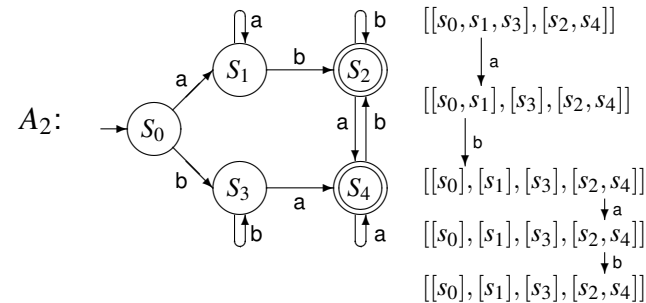 A₂:
a
b
S₁
S₂
a
b
S₀
a
b
b
S₃
S₄
a
b
a
[[s₀, s₁, s₃], [s₂, s₄]]
a
[[s₀, s₁], [s₃], [s₂, s₄]]
b
[[s₀], [s₁], [s₃], [s₂, s₄]]
a
[[s₀], [s₁], [s₃], [s₂, s₄]]
b
[[s₀], [s₁], [s₃], [s₂, s₄]]